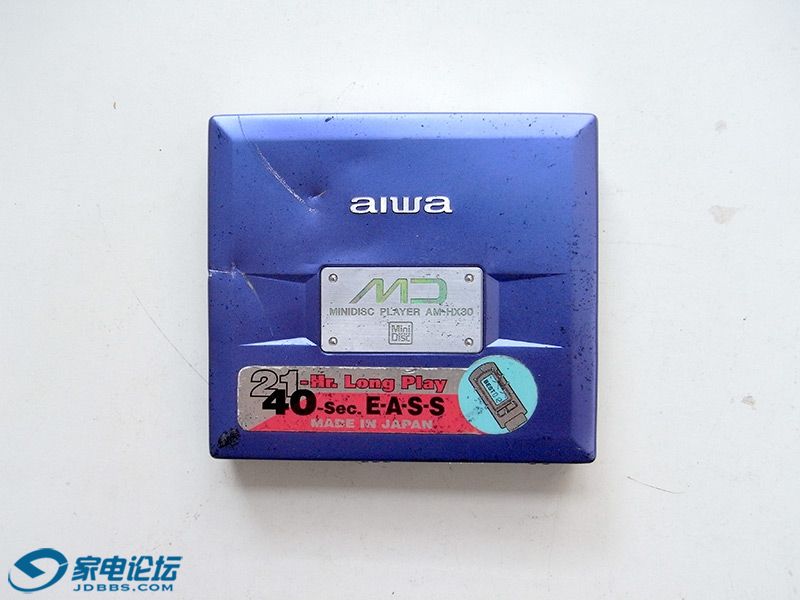 aiwa
MD
MINIDISC PLAYER AM-HX30
Mini
Disc
21-Hr. Long Play
40-Sec. E-A-S-S
MADE IN JAPAN
家电论坛
JDBBS.COM